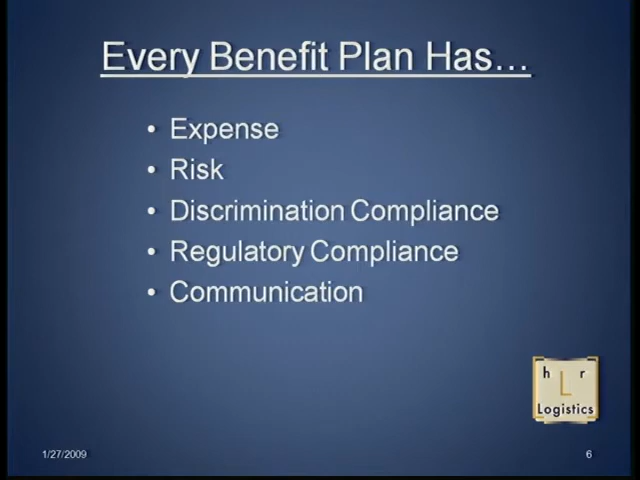 Every Benefit Plan Has…
• Expense
• Risk
• Discrimination Compliance
• Regulatory Compliance
• Communication
h L r
Logistics
1/27/2009
6